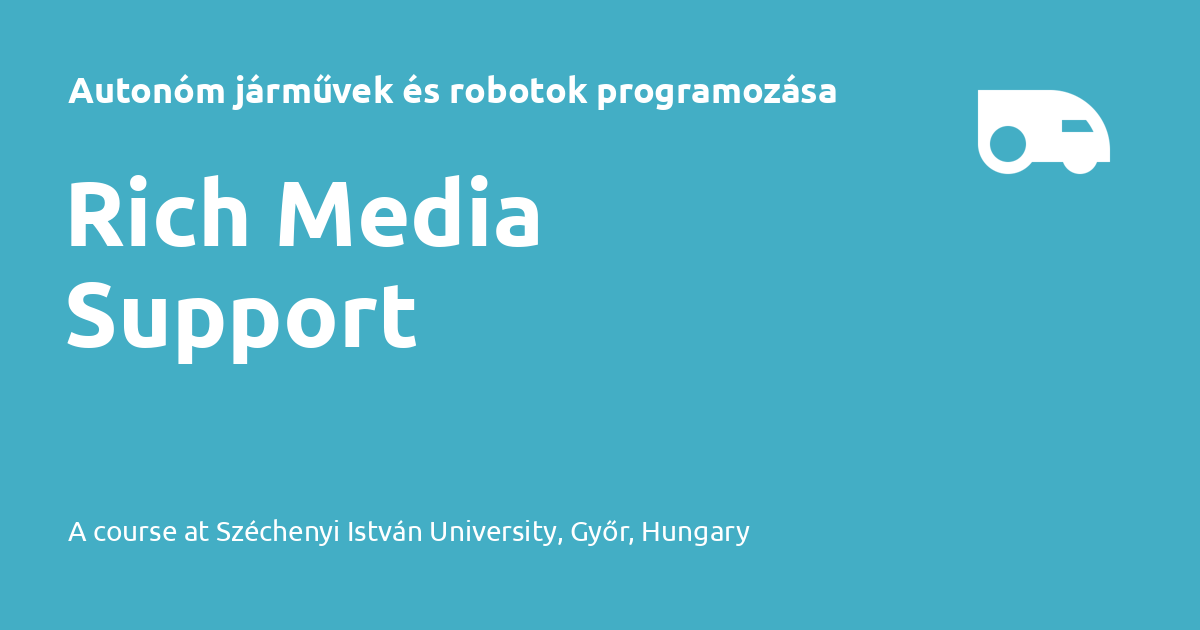 Autonóm járművek és robotok programozása
Rich Media
Support
A course at Széchenyi István University, Győr, Hungary